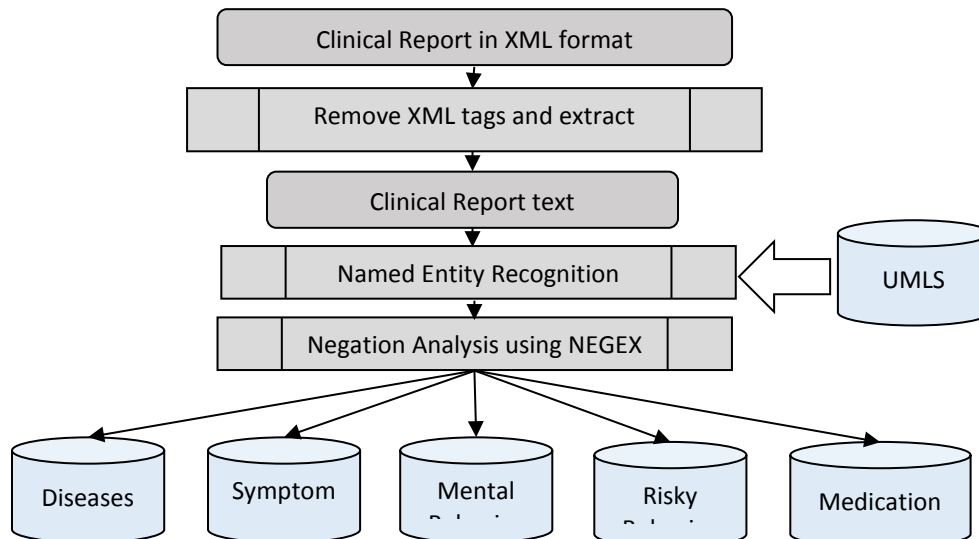 Clinical Report in XML format
Remove XML tags and extract
Clinical Report text
Named Entity Recognition
UMLS
Negation Analysis using NEGEX
Diseases
Symptom
Mental
Risky
Medication